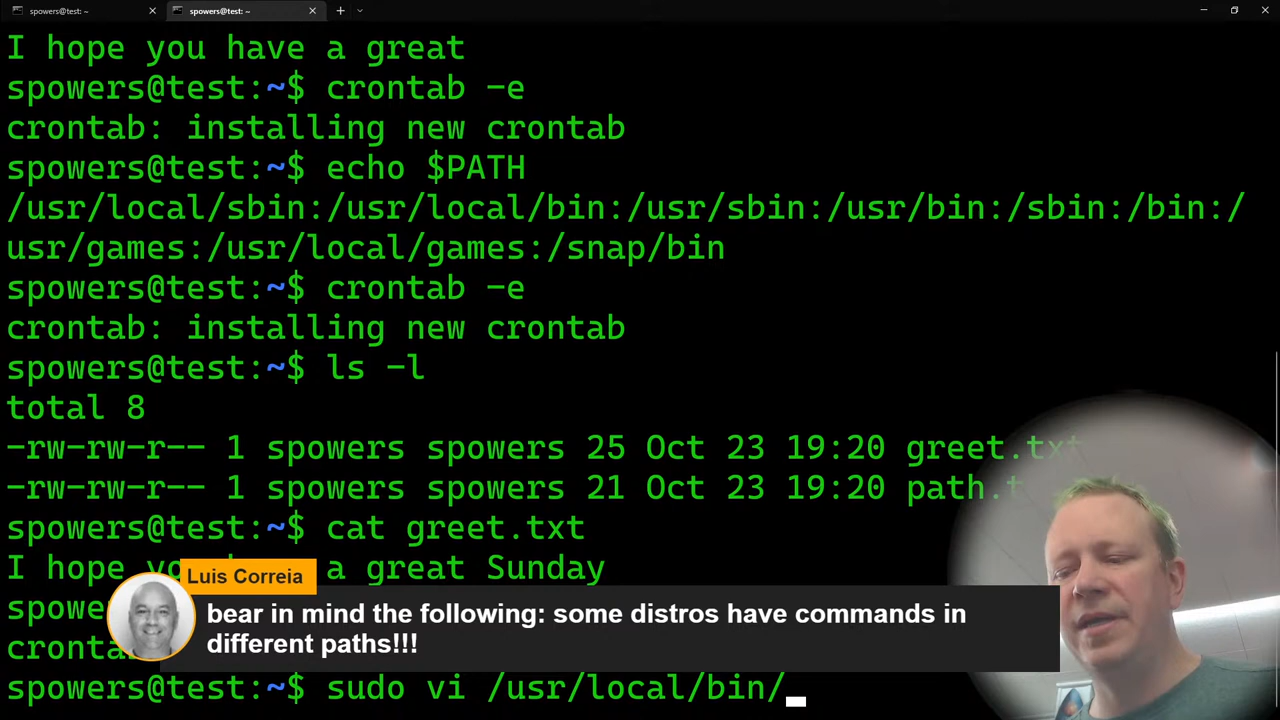 spowers@test: ~
spowers@test: ~
I hope you have a great
spowers@test:~$ crontab -e
crontab: installing new crontab
spowers@test:~$ echo $PATH
/usr/local/sbin:/usr/local/bin:/usr/sbin:/usr/bin:/sbin:/bin:/
usr/games:/usr/local/games:/snap/bin
spowers@test:~$ crontab -e
crontab: installing new crontab
spowers@test:~$ ls -l
total 8
-rw-rw-r-- 1 spowers spowers 25 Oct 23 19:20 greet.txt
-rw-rw-r-- 1 spowers spowers 21 Oct 23 19:20 path.t
spowers@test:~$ cat greet.txt
I hope yo a great Sunday
Luis Correia
spowe
bear in mind the following: some distros have commands in
different paths!!!
cronta
spowers@test:~$ sudo vi /usr/local/bin/